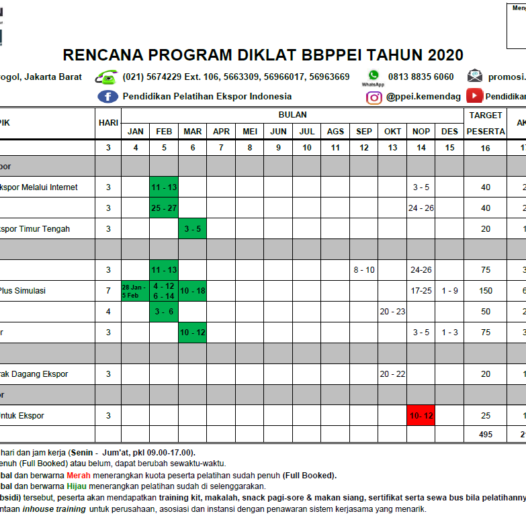 Meng
RENCANA PROGRAM DIKLAT BBPPEI TAHUN 2020
ogol, Jakarta Barat (021) 5674229 Ext. 106, 5663309, 56966017, 56963669 WhatsApp 0813 8835 6060 promosi.
Pendidikan Pelatihan Ekspor Indonesia @ppei.kemendag Pendidikan
PIK HARI BULAN TARGET PESERTA AK
JAN FEB MAR APR MEI JUN JUL AGS SEP OKT NOP DES
3 4 5 6 7 8 9 10 11 12 13 14 15 16 17
por
kspor Melalui Internet 3 11 - 13 3 - 5 40 2
3 25 - 27 24 - 26 40 2
kspor Timur Tengah 3 3 - 5 20 1
3 11 - 13 8 - 10 24-26 75 3
Plus Simulasi 7 28 Jan - 5 Feb 4 - 12 6 - 14 10 - 18 17-25 1 - 9 150 6
4 3 - 6 20 - 23 50 2
or 3 10 - 12 3 - 5 1 - 3 75 3
rak Dagang Ekspor 3 20 - 22 20 1
or
Untuk Ekspor 3 10- 12 25 1
495 2
hari dan jam kerja (Senin - Jum'at, pkl 09.00-17.00).
enuh (Full Booked) atau belum, dapat berubah sewaktu-waktu.
bal dan berwarna Merah menerangkan kuota peserta pelatihan sudah penuh (Full Booked).
bal dan berwarna Hijau menerangkan pelatihan sudah di selenggarakan.
bsidi) tersebut, peserta akan mendapatkan training kit, makalah, snack pagi-sore & makan siang, sertifikat serta sewa bus bila pelatihanny
ntaan inhouse training untuk perusahaan, asosiasi dan instansi dengan penawaran sistem kerjasama yang menarik.